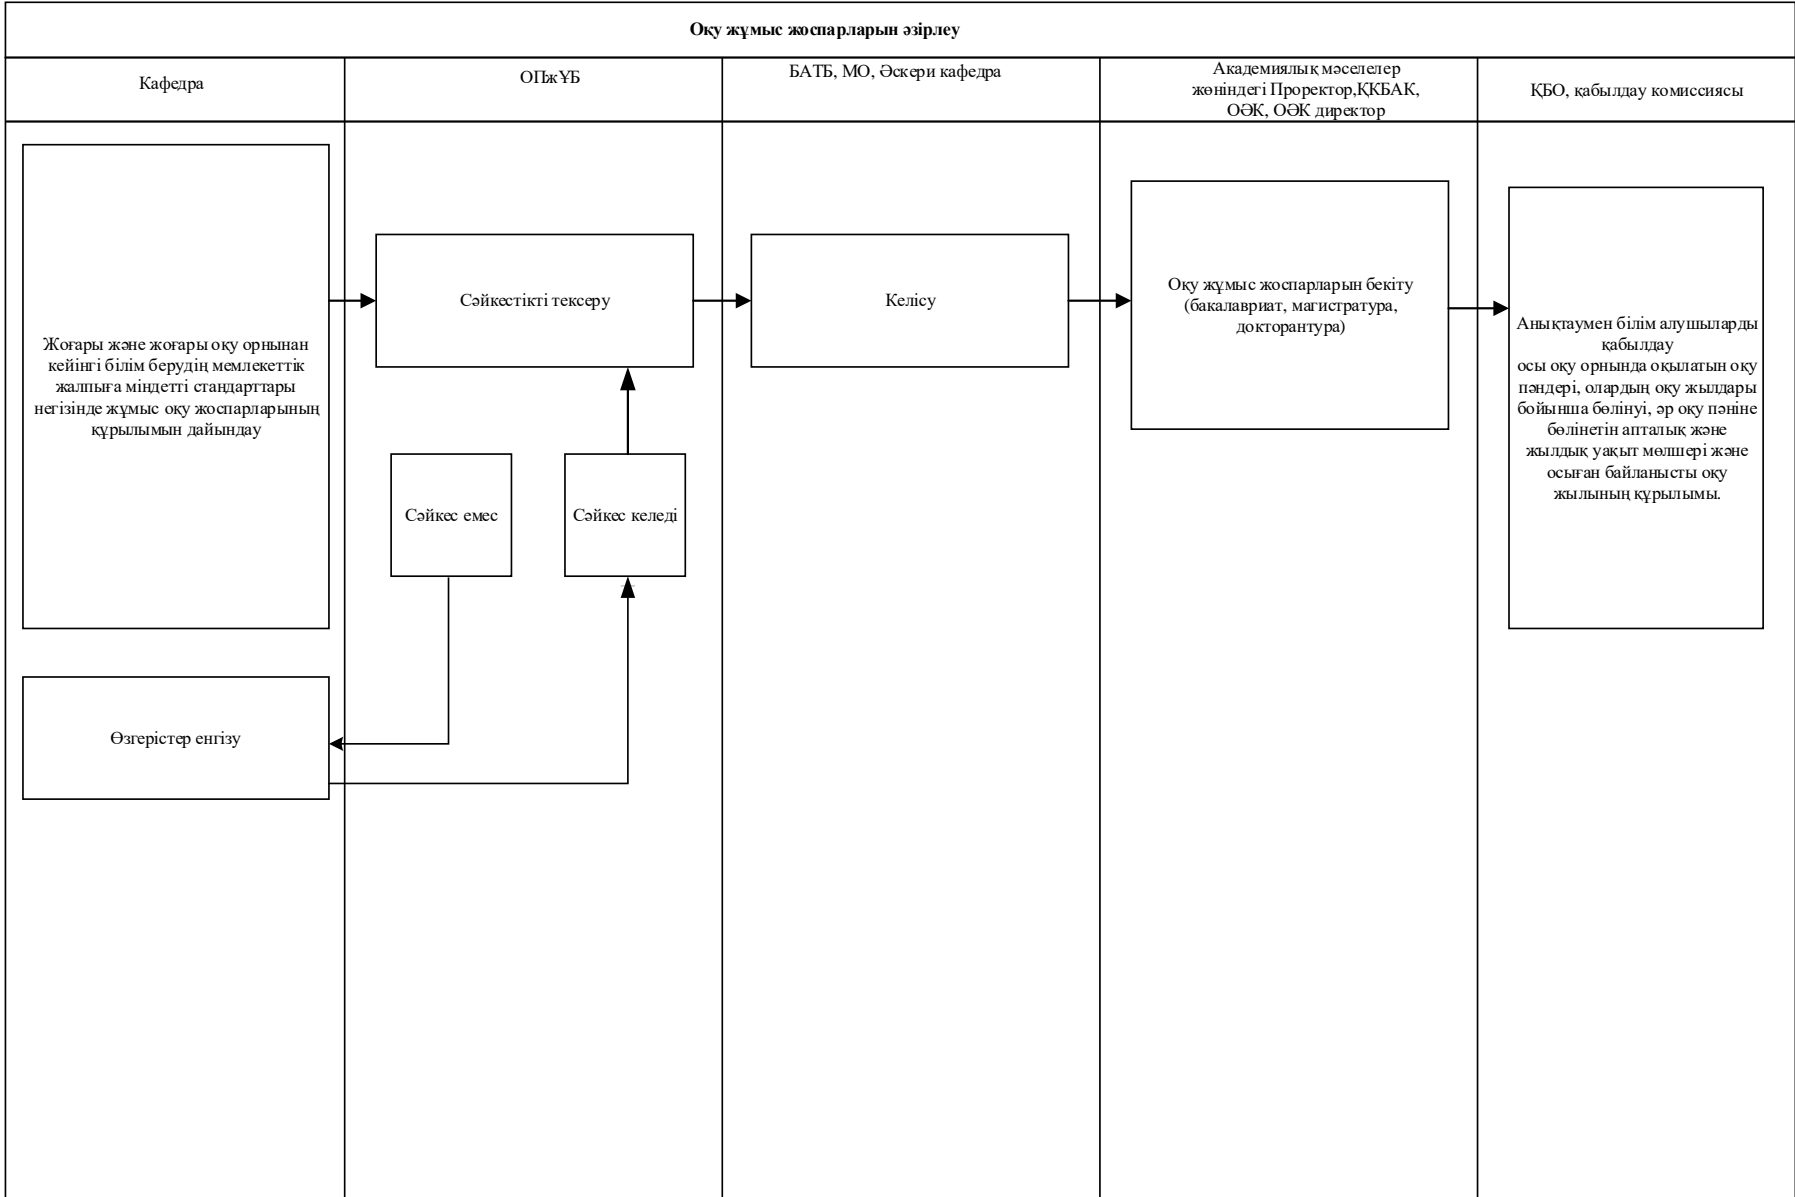 Оқу жұмыс жоспарларын әзірлеу
Кафедра
ОПжҰБ
БАТБ, МО, Әскери кафедра
Академиялық мәселелер
жөніндегі Проректор,ҚКБАК,
ОӘК, ОӘК директор
ҚБО, қабылдау комиссиясы
Жоғары және жоғары оқу орнынан
кейінгі білім берудің мемлекеттік
жалпыға міндетті стандарттары
негізінде жұмыс оқу жоспарларының
құрылымын дайындау
Сәйкестікті тексеру
Келісу
Оқу жұмыс жоспарларын бекіту
(бакалавриат, магистратура,
докторантура)
Анықтаумен білім алушыларды
қабылдау
осы оқу орнында оқылатын оқу
пәндері, олардың оқу жылдары
бойынша бөлінуі, әр оқу пәніне
бөлінетін апталық және
жылдық уақыт мөлшері және
осыған байланысты оқу
жылының құрылымы.
Сәйкес емес
Сәйкес келеді
Өзгерістер енгізу